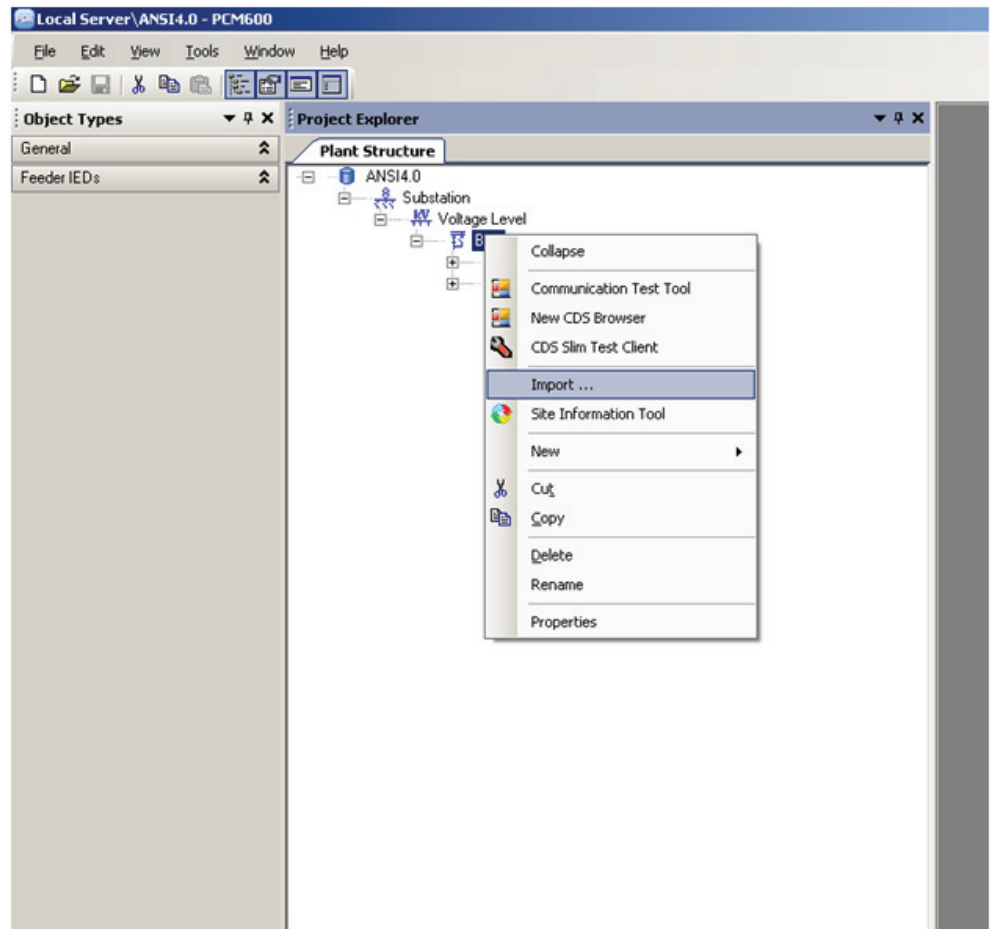 Local Server\ANSI4.0 - PCM600
File Edit View Tools Window Help
Object Types
Project Explorer
General
Plant Structure
Feeder IEDs
ANSI4.0
Substation
Voltage Level
Collapse
Communication Test Tool
New CDS Browser
CDS Slim Test Client
Import ...
Site Information Tool
New
Cut
Copy
Delete
Rename
Properties